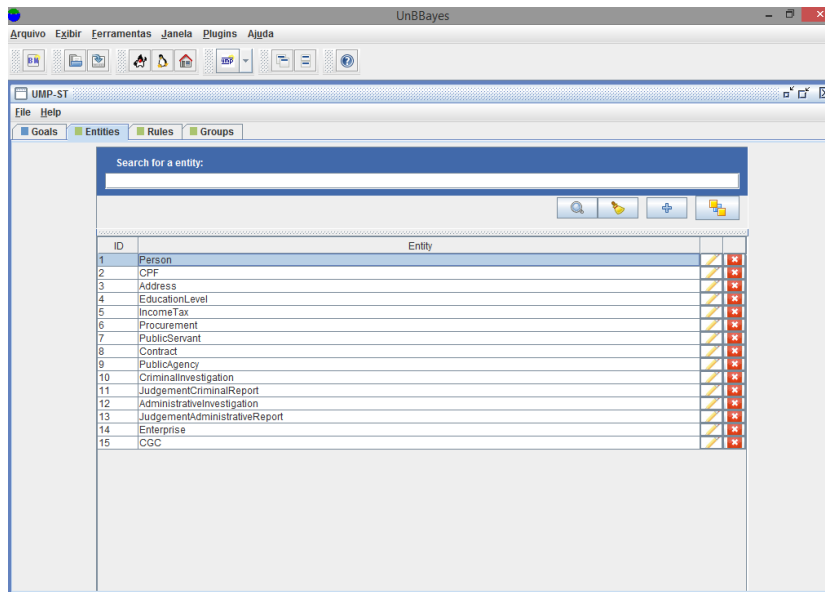 UnBBayes
Arquivo Exibir Ferramentas Janela Plugins Ajuda
UMP-ST
File Help
Goals Entities Rules Groups
Search for a entity:
ID Entity
1 Person
2 CPF
3 Address
4 EducationLevel
5 IncomeTax
6 Procurement
7 PublicServant
8 Contract
9 PublicAgency
10 CriminalInvestigation
11 JudgementCriminalReport
12 AdministrativeInvestigation
13 JudgementAdministrativeReport
14 Enterprise
15 CGC